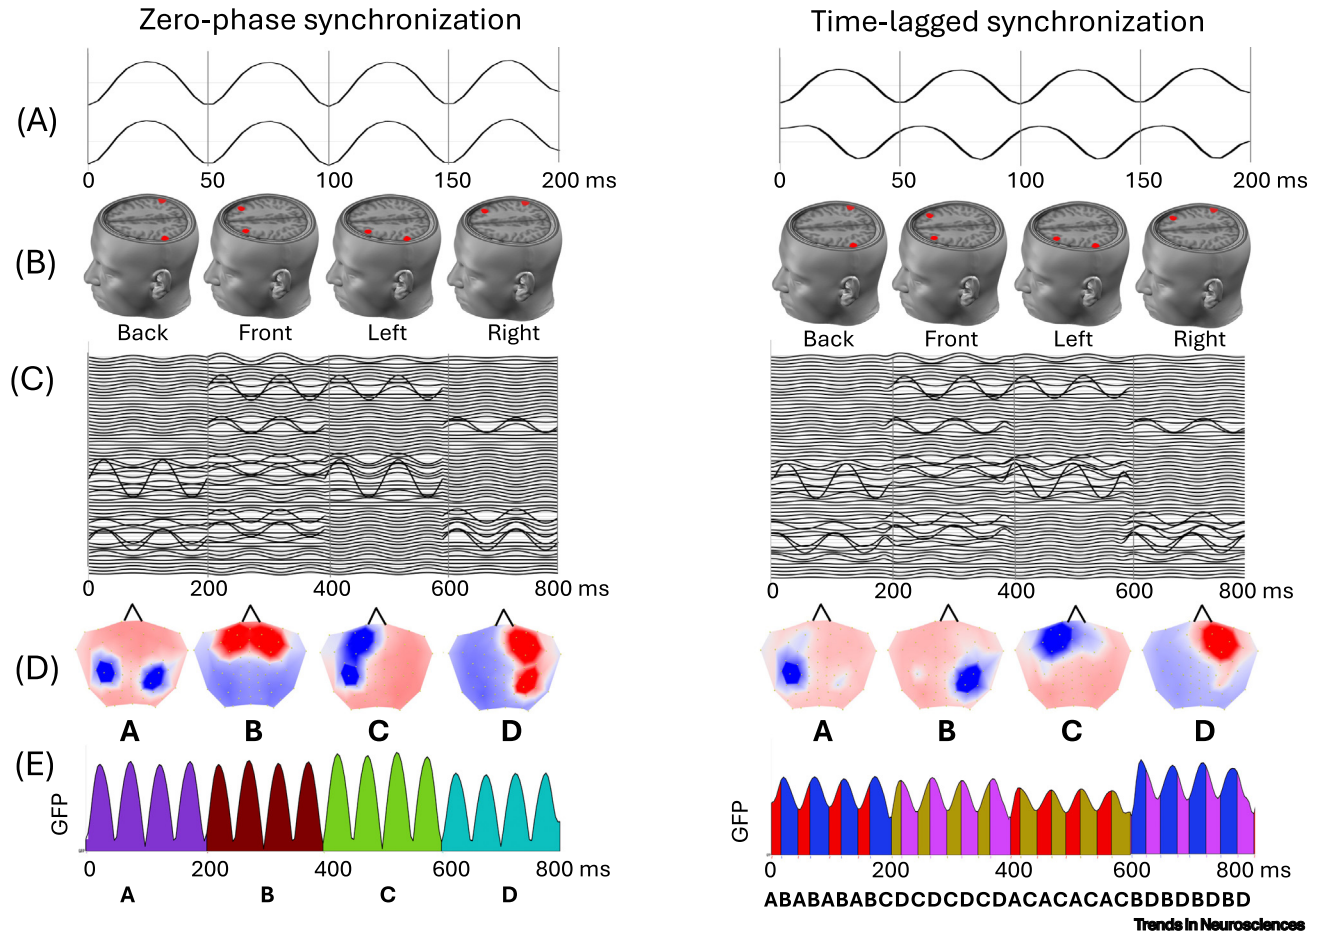 Zero-phase synchronization
Time-lagged synchronization
(A)
0 50 100 150 200 ms
0 50 100 150 200 ms
(B)
Back Front Left Right
Back Front Left Right
(C)
0 200 400 600 800 ms
0 200 400 600 800 ms
(D)
A B C D
A B C D
(E)
GFP
GFP
0 200 400 600 800 ms
0 200 400 600 800 ms
A B C D
ABABABABCDCDCDCDACACACACBDBDBDBD
Trends in Neurosciences